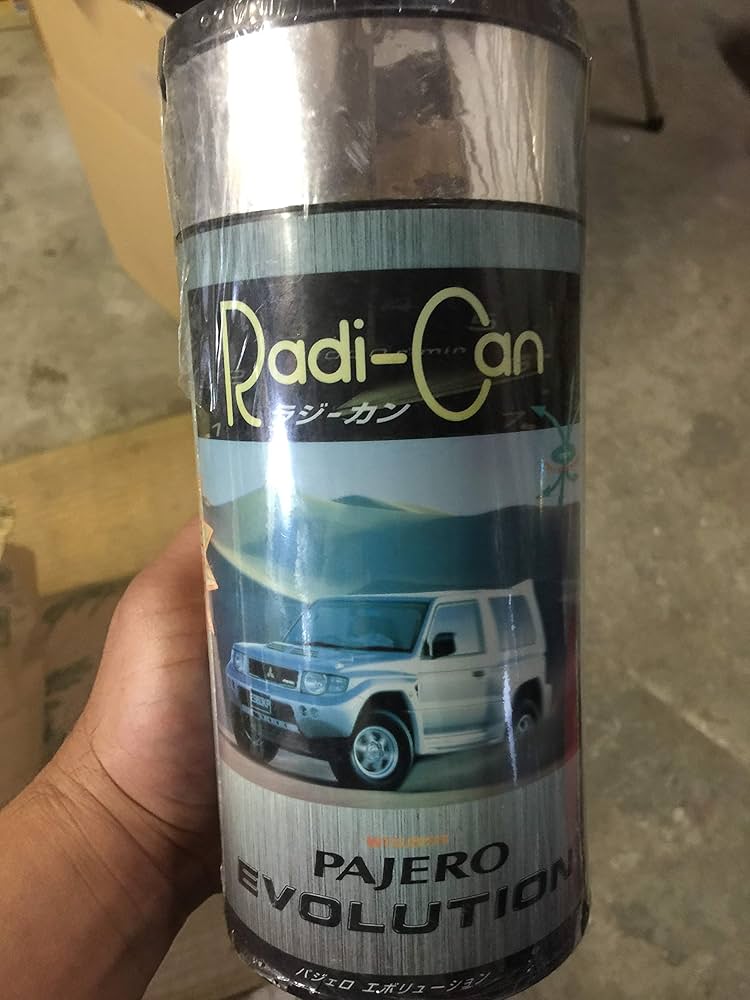 Radi-Can
ラジーカン
MITSUBISHI
PAJERO
EVOLUTION
パジェロ エボリューション